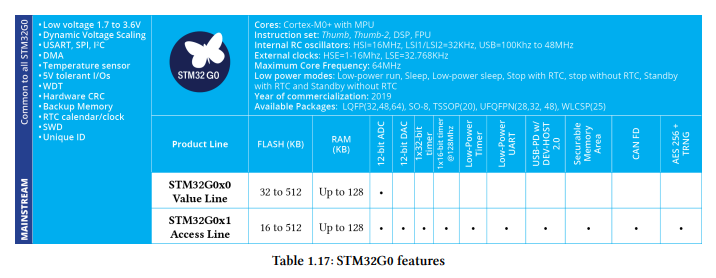 Common to all STM32G0
MAINSTREAM
•Low voltage 1.7 to 3.6V
•Dynamic Voltage Scaling
•USART, SPI, I²C
•DMA
•Temperature sensor
•5V tolerant I/Os
•WDT
•Hardware CRC
•Backup Memory
•RTC calendar/clock
•SWD
•Unique ID
STM32 G0
Cores: Cortex-M0+ with MPU
Instruction set: Thumb, Thumb-2, DSP, FPU
Internal RC oscillators: HSI=16MHz, LSI1/LSI2=32KHz, USB=100Khz to 48MHz
External clocks: HSE=1-16Mhz, LSE=32.768KHz
Maximum Core Frequency: 64MHz
Low power modes: Low-power run, Sleep, Low-power sleep, Stop with RTC, stop without RTC, Standby
with RTC and Standby without RTC
Year of commercialization: 2019
Available Packages: LQFP(32,48,64), SO-8, TSSOP(20), UFQFPN(28,32, 48), WLCSP(25)
Product Line
FLASH (KB)
RAM
(KB)
12-bit ADC
12-bit DAC
1x32-bit
timer
1x16-bit timer
@128Mhz
Low-Power
Timer
Low-Power
UART
USB-PD w/
DEV-HOST
2.0
Securable
Memory
Area
CAN FD
AES 256 +
TRNG
STM32G0x0
Value Line
32 to 512
Up to 128
•
STM32G0x1
Access Line
16 to 512
Up to 128
• • • • • • • • • •
Table 1.17: STM32G0 features